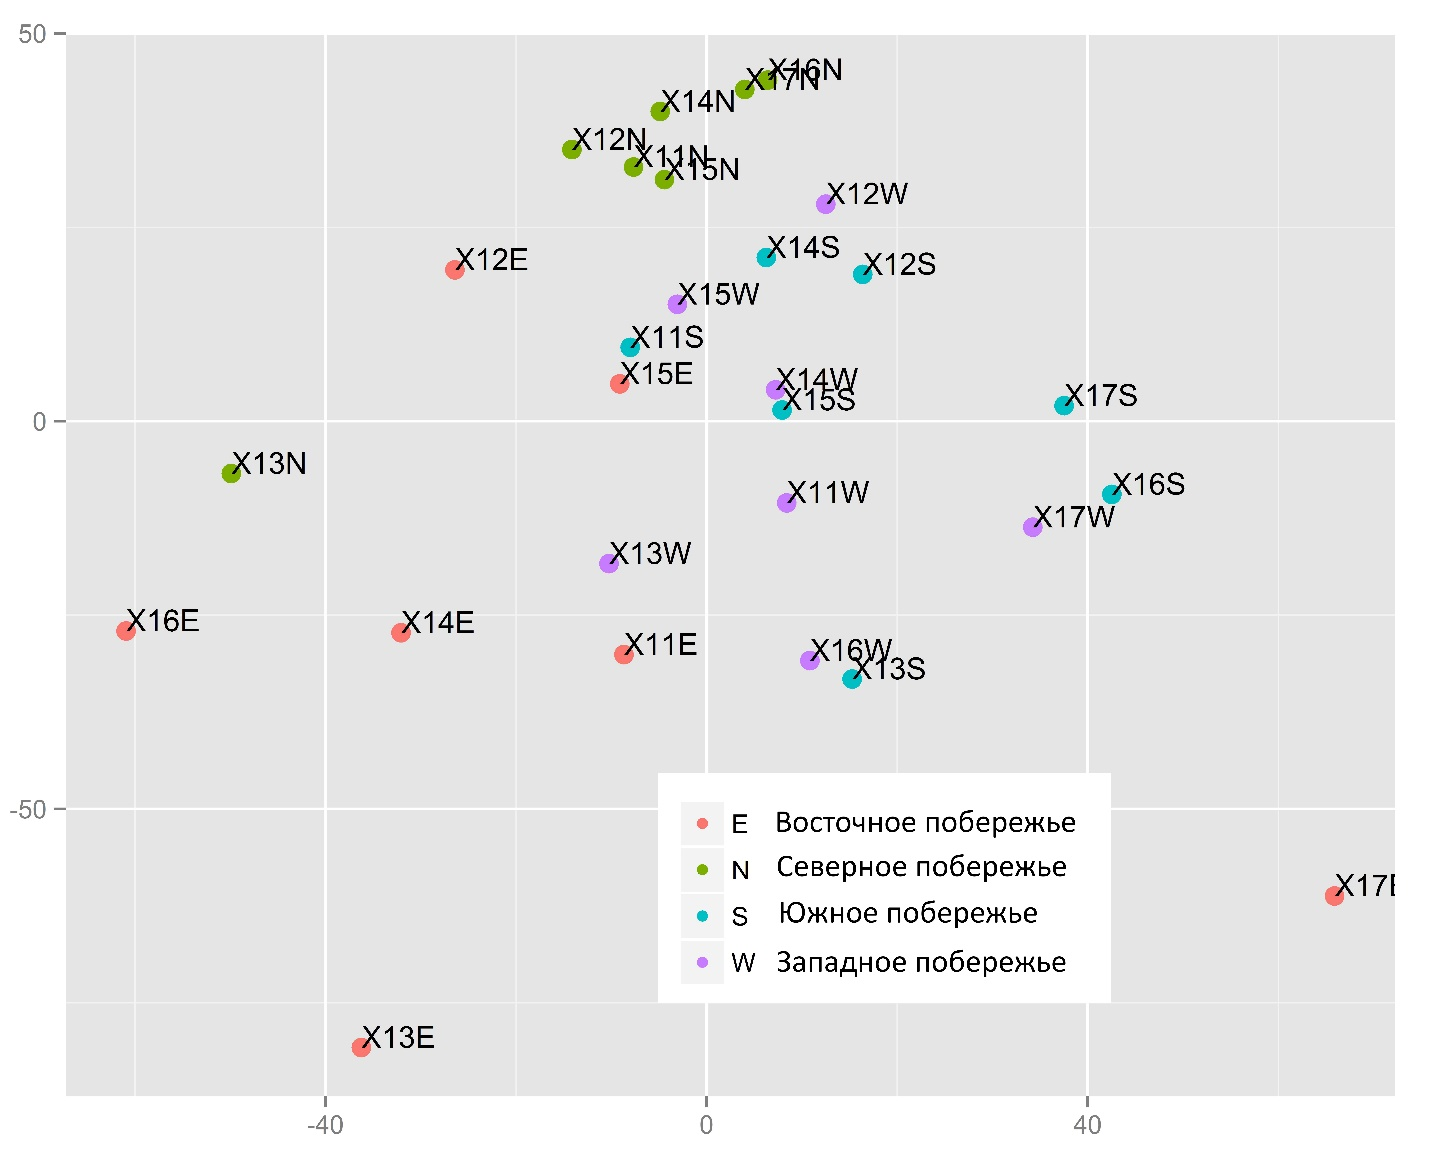 50
X16N
X17N
X14N
X12N
X11N
X15N
X12W
X14S
X12E
X12S
X15W
X11S
X15E
X14W
X15S
X17S
0
X13N
X16S
X11W
X17W
X13W
X16E
X14E
X11E
X16W
X13S
-50
E Восточное побережье
N Северное побережье
X17E
S Южное побережье
W Западное побережье
X13E
-40 0 40